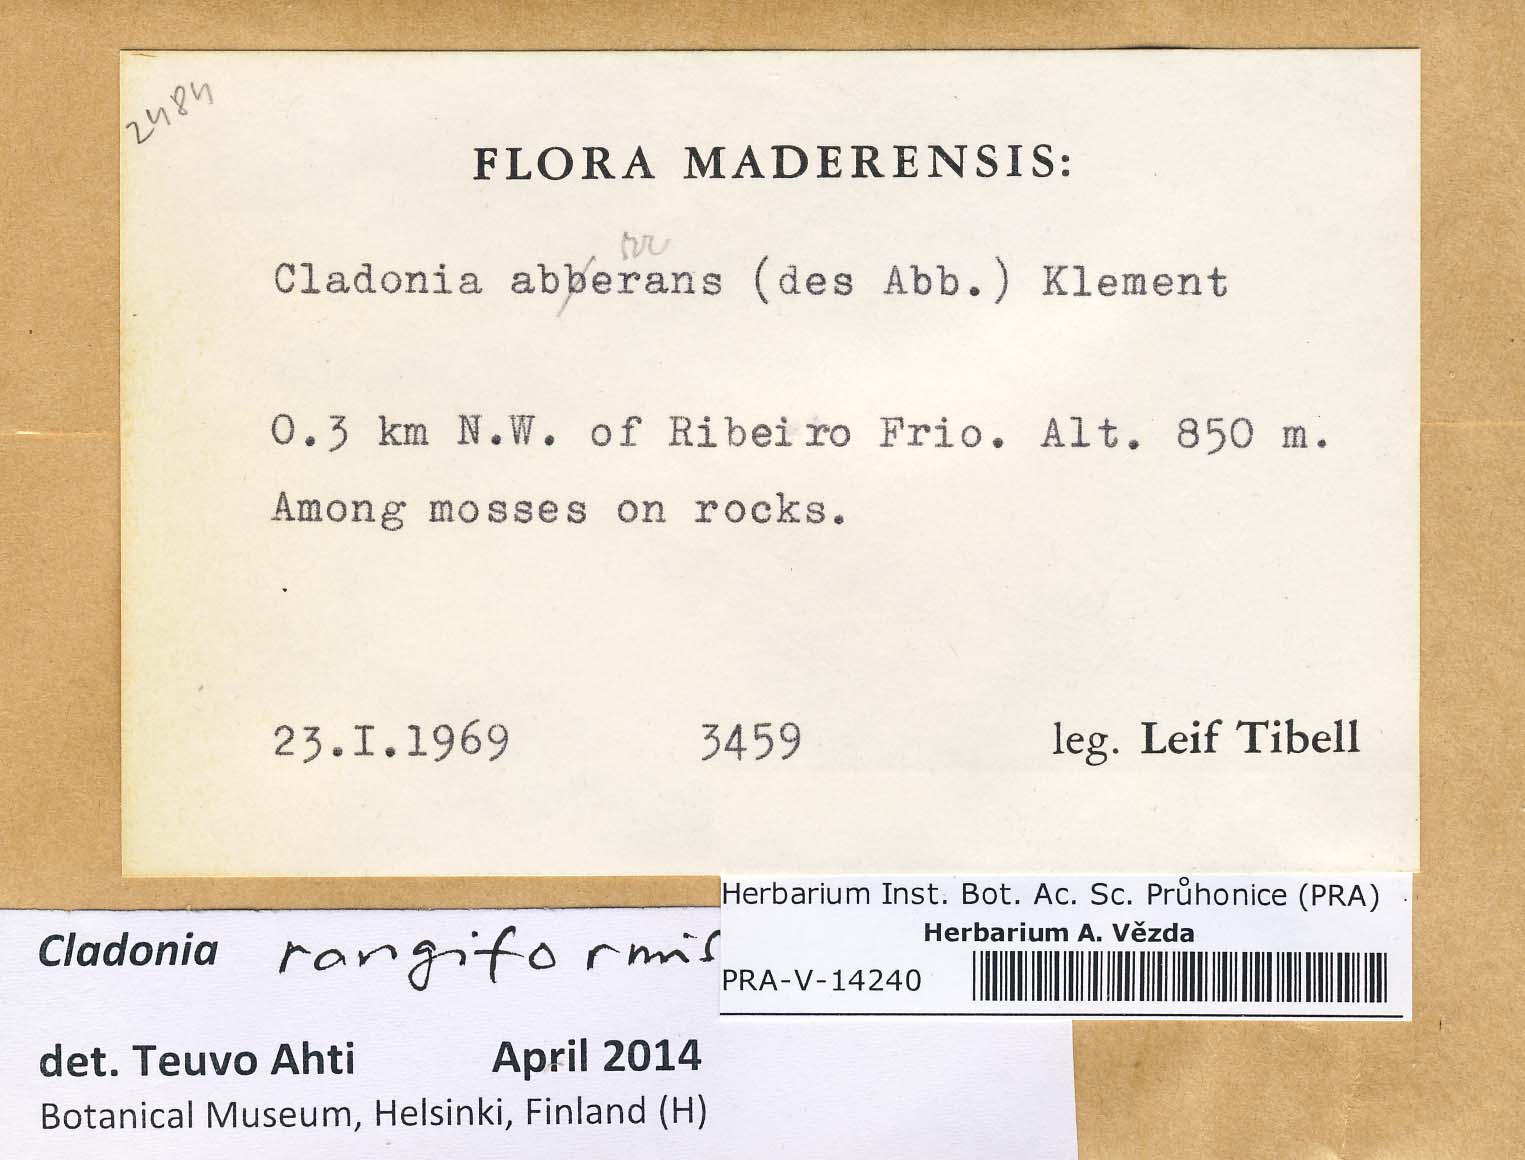 2484
FLORA MADERENSIS:
rr
Cladonia abberans (des Abb.) Klement
0.3 km N.W. of Ribeiro Frio. Alt. 850 m.
Among mosses on rocks.
23.I.1969 3459 leg. Leif Tibell
Herbarium Inst. Bot. Ac. Sc. Průhonice (PRA)
Herbarium A. Vězda
PRA-V-14240
Cladonia rangiformis
det. Teuvo Ahti April 2014
Botanical Museum, Helsinki, Finland (H)